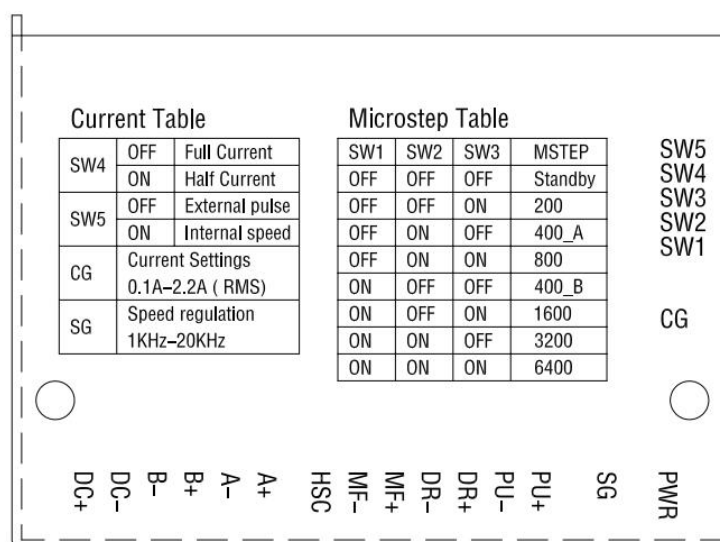 Current Table
SW4 OFF Full Current
ON Half Current
SW5 OFF External pulse
ON Internal speed
CG Current Settings
0.1A–2.2A ( RMS)
SG Speed regulation
1KHz–20KHz
Microstep Table
SW1 SW2 SW3 MSTEP
OFF OFF OFF Standby
OFF OFF ON 200
OFF ON OFF 400_A
OFF ON ON 800
ON OFF OFF 400_B
ON OFF ON 1600
ON ON OFF 3200
ON ON ON 6400
SW5
SW4
SW3
SW2
SW1
CG
DC+
DC-
B-
B+
A-
A+
HSC
MF-
MF+
DR-
DR+
PU-
PU+
SG
PWR